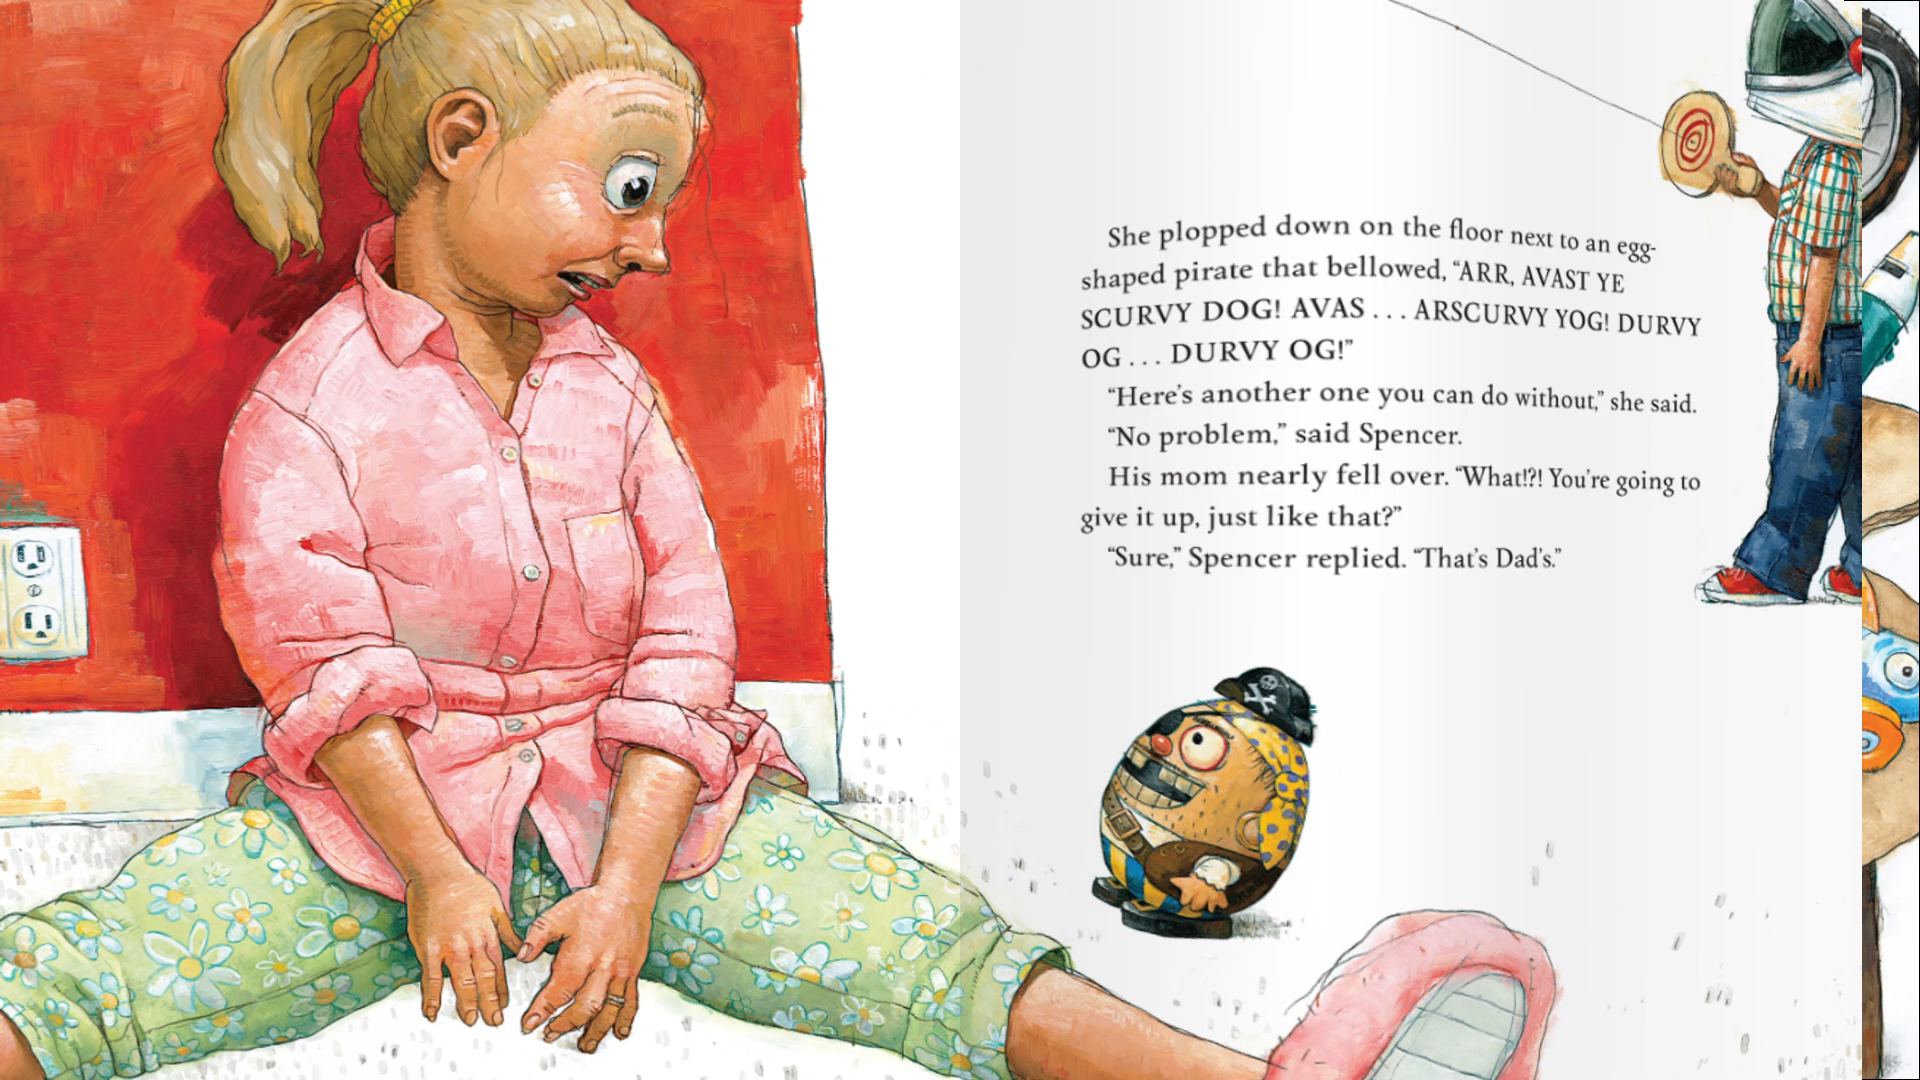 She plopped down on the floor next to an egg-
shaped pirate that bellowed, “ARR, AVAST YE
SCURVY DOG! AVAS . . . ARSCURVY YOG! DURVY
OG . . . DURVY OG!”
“Here’s another one you can do without,” she said.
“No problem,” said Spencer.
His mom nearly fell over. “What!?! You’re going to
give it up, just like that?”
“Sure,” Spencer replied. “That’s Dad’s.”